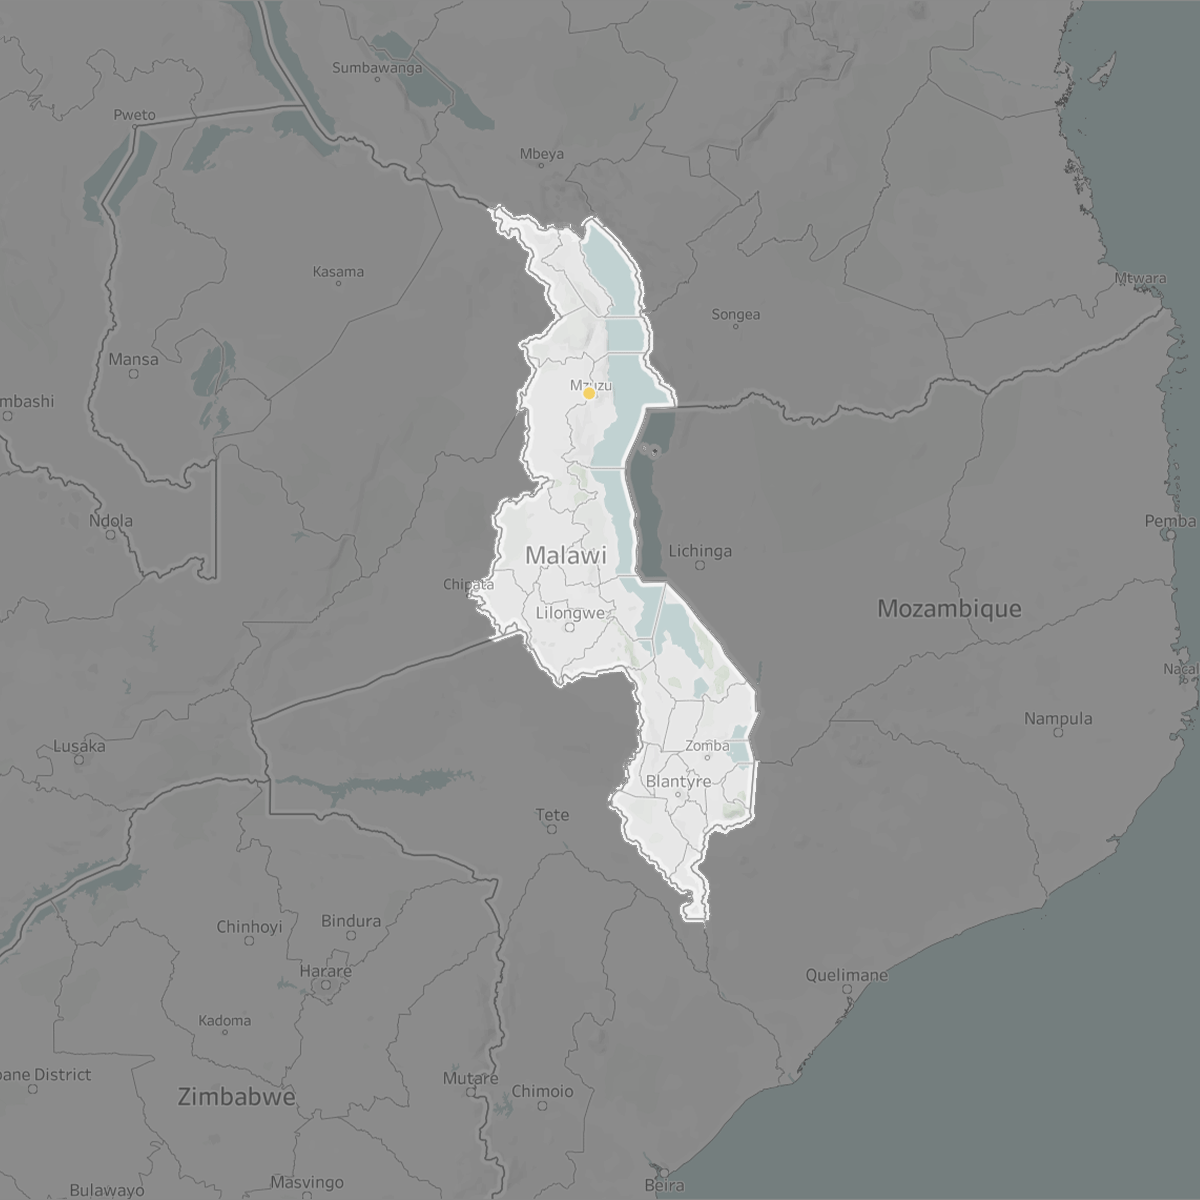 Sumbawanga
Pweto
Mbeya
Kasama
Mtwara
Songea
Mansa
Mzuzu
mbashi
Ndola
Pemba
Malawi
Lichinga
Chipata
Lilongwe
Mozambique
Nacal
Nampula
Lusaka
Zomba
Blantyre
Tete
Chinhoyi
Bindura
Harare
Quelimane
Kadoma
bane District
Mutare
Chimoio
Zimbabwe
Masvingo
Beira
Bulawayo